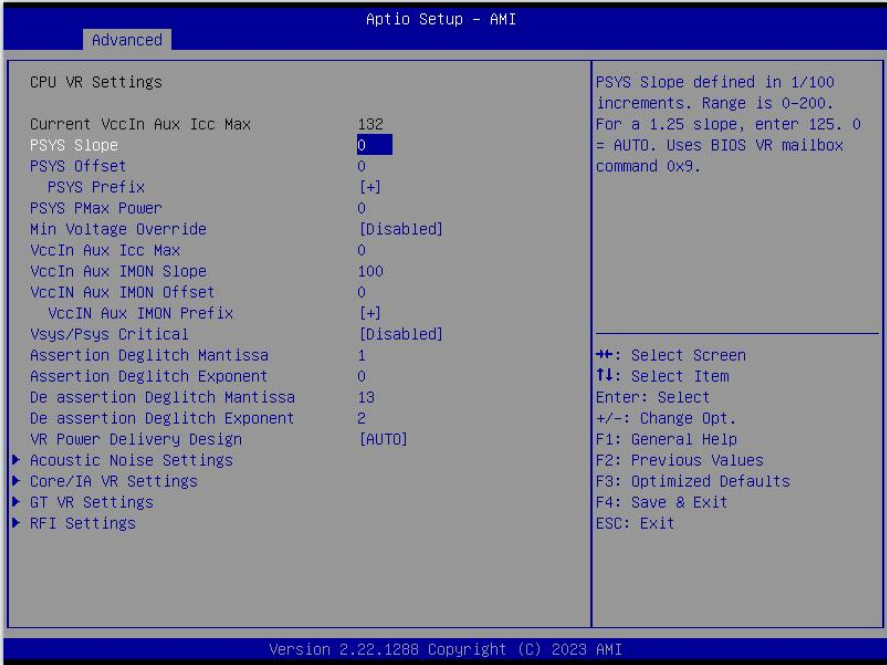 Aptio Setup - AMI
Advanced
CPU VR Settings
Current VccIn Aux Icc Max 132
PSYS Slope 0
PSYS Offset 0
PSYS Prefix [+]
PSYS PMax Power 0
Min Voltage Override [Disabled]
VccIn Aux Icc Max 0
VccIn Aux IMON Slope 100
VccIN Aux IMON Offset 0
VccIN Aux IMON Prefix [+]
Vsys/Psys Critical [Disabled]
Assertion Deglitch Mantissa 1
Assertion Deglitch Exponent 0
De assertion Deglitch Mantissa 13
De assertion Deglitch Exponent 2
VR Power Delivery Design [AUTO]
Acoustic Noise Settings
Core/IA VR Settings
GT VR Settings
RFI Settings
PSYS Slope defined in 1/100
increments. Range is 0-200.
For a 1.25 slope, enter 125. 0
= AUTO. Uses BIOS VR mailbox
command 0x9.
→←: Select Screen
↑↓: Select Item
Enter: Select
+/-: Change Opt.
F1: General Help
F2: Previous Values
F3: Optimized Defaults
F4: Save & Exit
ESC: Exit
Version 2.22.1288 Copyright (C) 2023 AMI